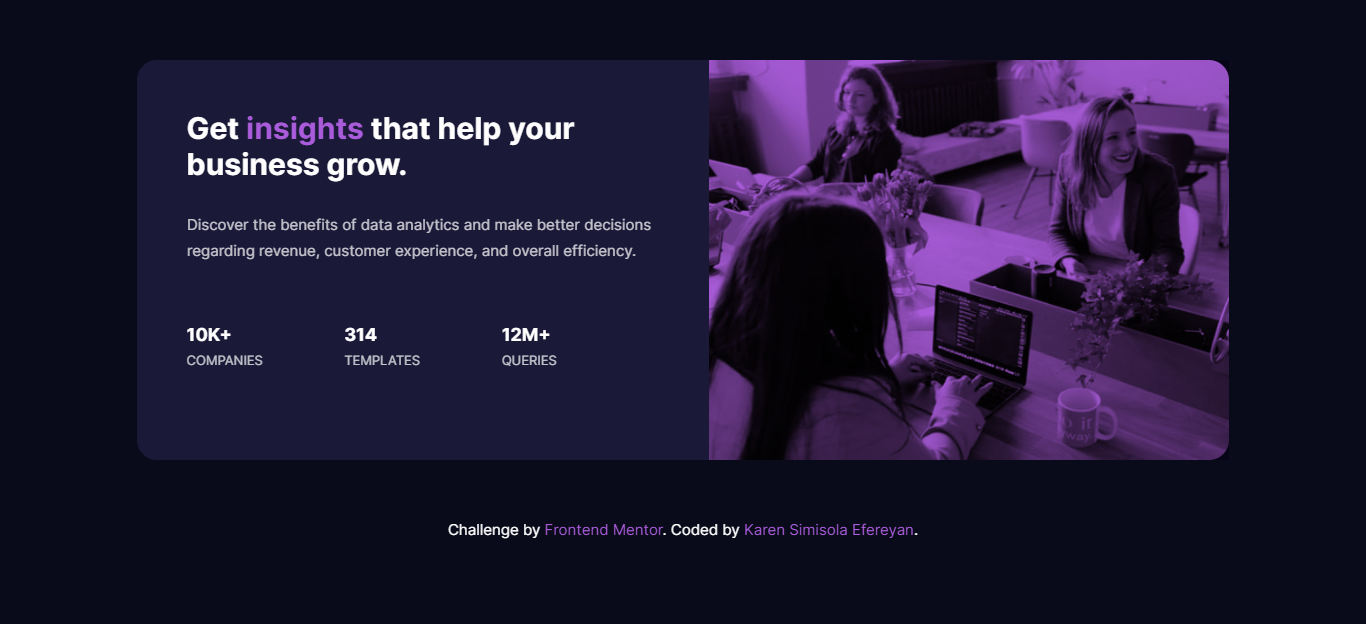 Get insights that help your
business grow.
Discover the benefits of data analytics and make better decisions
regarding revenue, customer experience, and overall efficiency.
10K+
COMPANIES
314
TEMPLATES
12M+
QUERIES
Challenge by Frontend Mentor. Coded by Karen Simisola Efereyan.